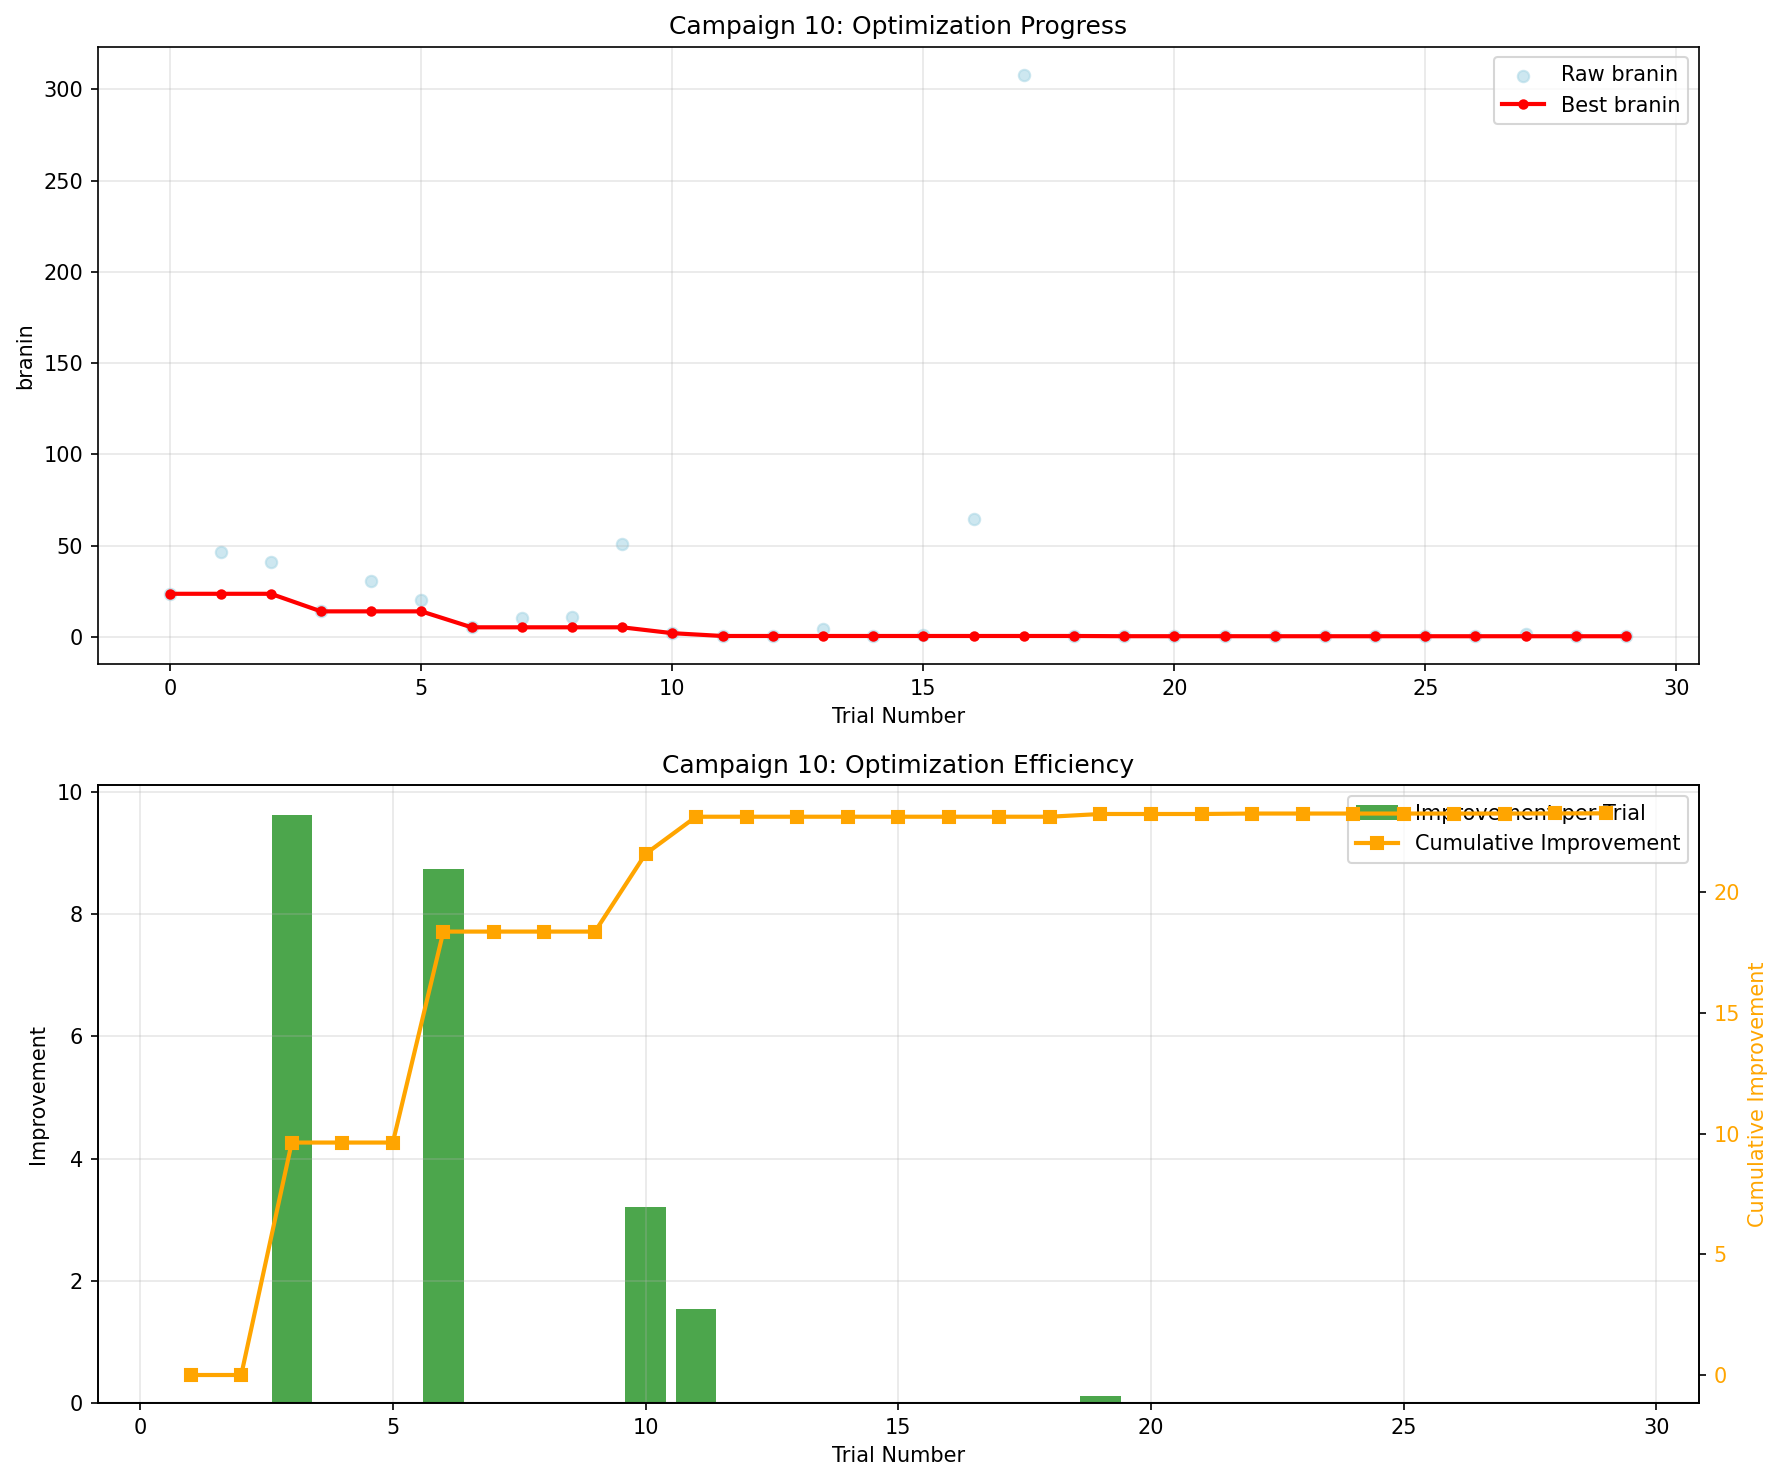 Campaign 10: Optimization Progress
300
250
200
150
100
50
0
branin
Raw branin
Best branin
0 5 10 15 20 25 30
Trial Number
Campaign 10: Optimization Efficiency
10
8
6
4
2
0
Improvement
Improvement per Trial
Cumulative Improvement
20
15
10
5
0
Cumulative Improvement
0 5 10 15 20 25 30
Trial Number